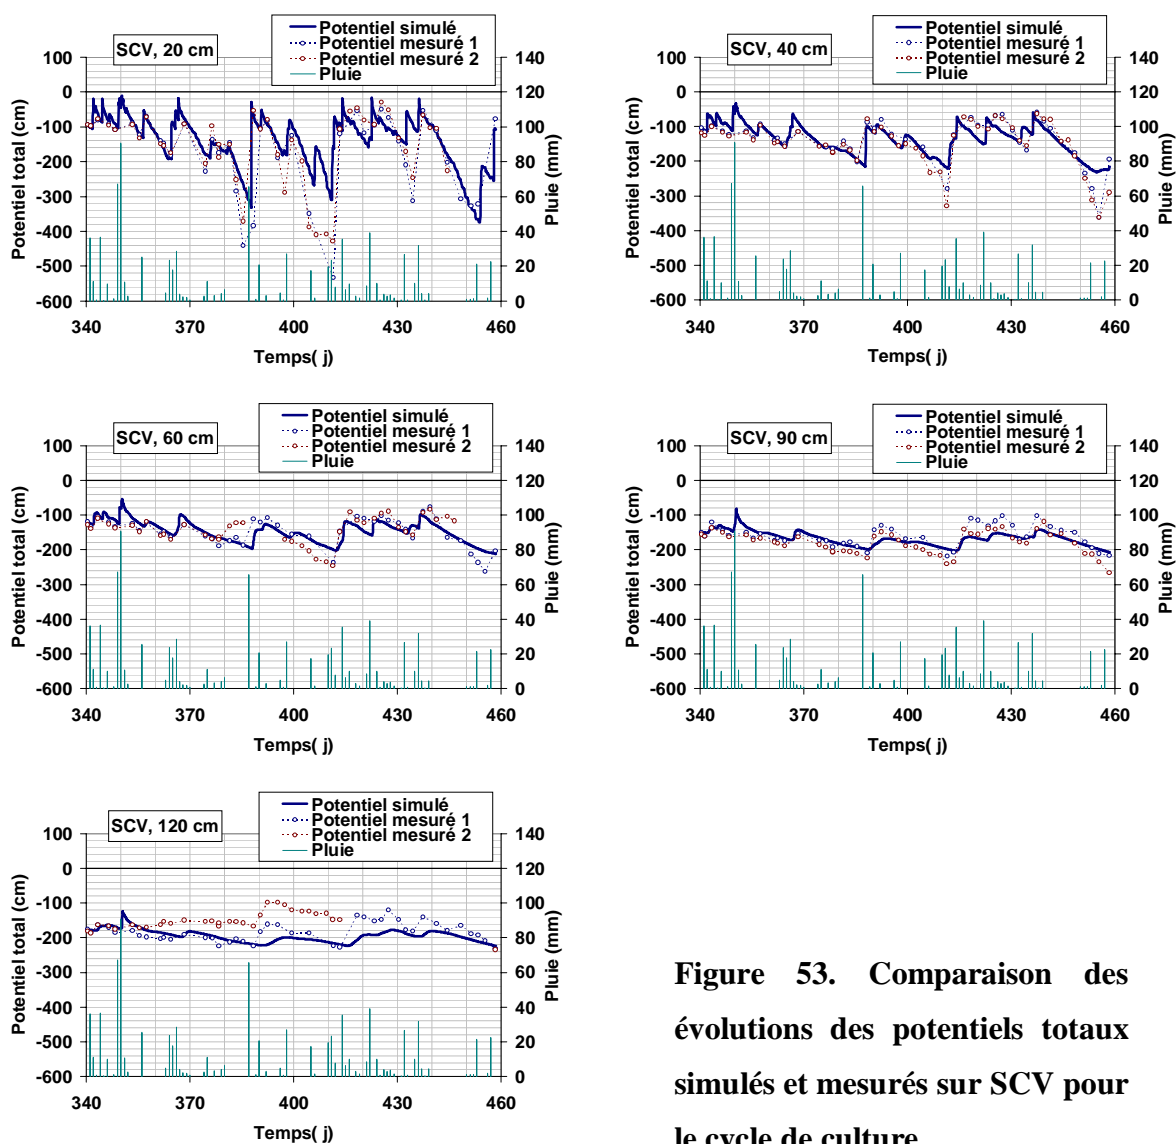 SCV, 20 cm
Potentiel simulé
Potentiel mesuré 1
Potentiel mesuré 2
Pluie
Potentiel total (cm)
100
0
-100
-200
-300
-400
-500
-600
140
120
100
80
60
40
20
0
Pluie (mm)
340 370 400 430 460
Temps( j)
SCV, 40 cm
Potentiel simulé
Potentiel mesuré 1
Potentiel mesuré 2
Pluie
Potentiel total (cm)
100
0
-100
-200
-300
-400
-500
-600
140
120
100
80
60
40
20
0
Pluie (mm)
340 370 400 430 460
Temps( j)
SCV, 60 cm
Potentiel simulé
Potentiel mesuré 1
Potentiel mesuré 2
Pluie
Potentiel total (cm)
100
0
-100
-200
-300
-400
-500
-600
140
120
100
80
60
40
20
0
Pluie (mm)
340 370 400 430 460
Temps( j)
SCV, 90 cm
Potentiel simulé
Potentiel mesuré 1
Potentiel mesuré 2
Pluie
Potentiel total (cm)
100
0
-100
-200
-300
-400
-500
-600
140
120
100
80
60
40
20
0
Pluie (mm)
340 370 400 430 460
Temps( j)
SCV, 120 cm
Potentiel simulé
Potentiel mesuré 1
Potentiel mesuré 2
Pluie
Potentiel total (cm)
100
0
-100
-200
-300
-400
-500
-600
140
120
100
80
60
40
20
0
Pluie (mm)
340 370 400 430 460
Temps( j)
Figure 53. Comparaison des
évolutions des potentiels totaux
simulés et mesurés sur SCV pour
le cycle de culture